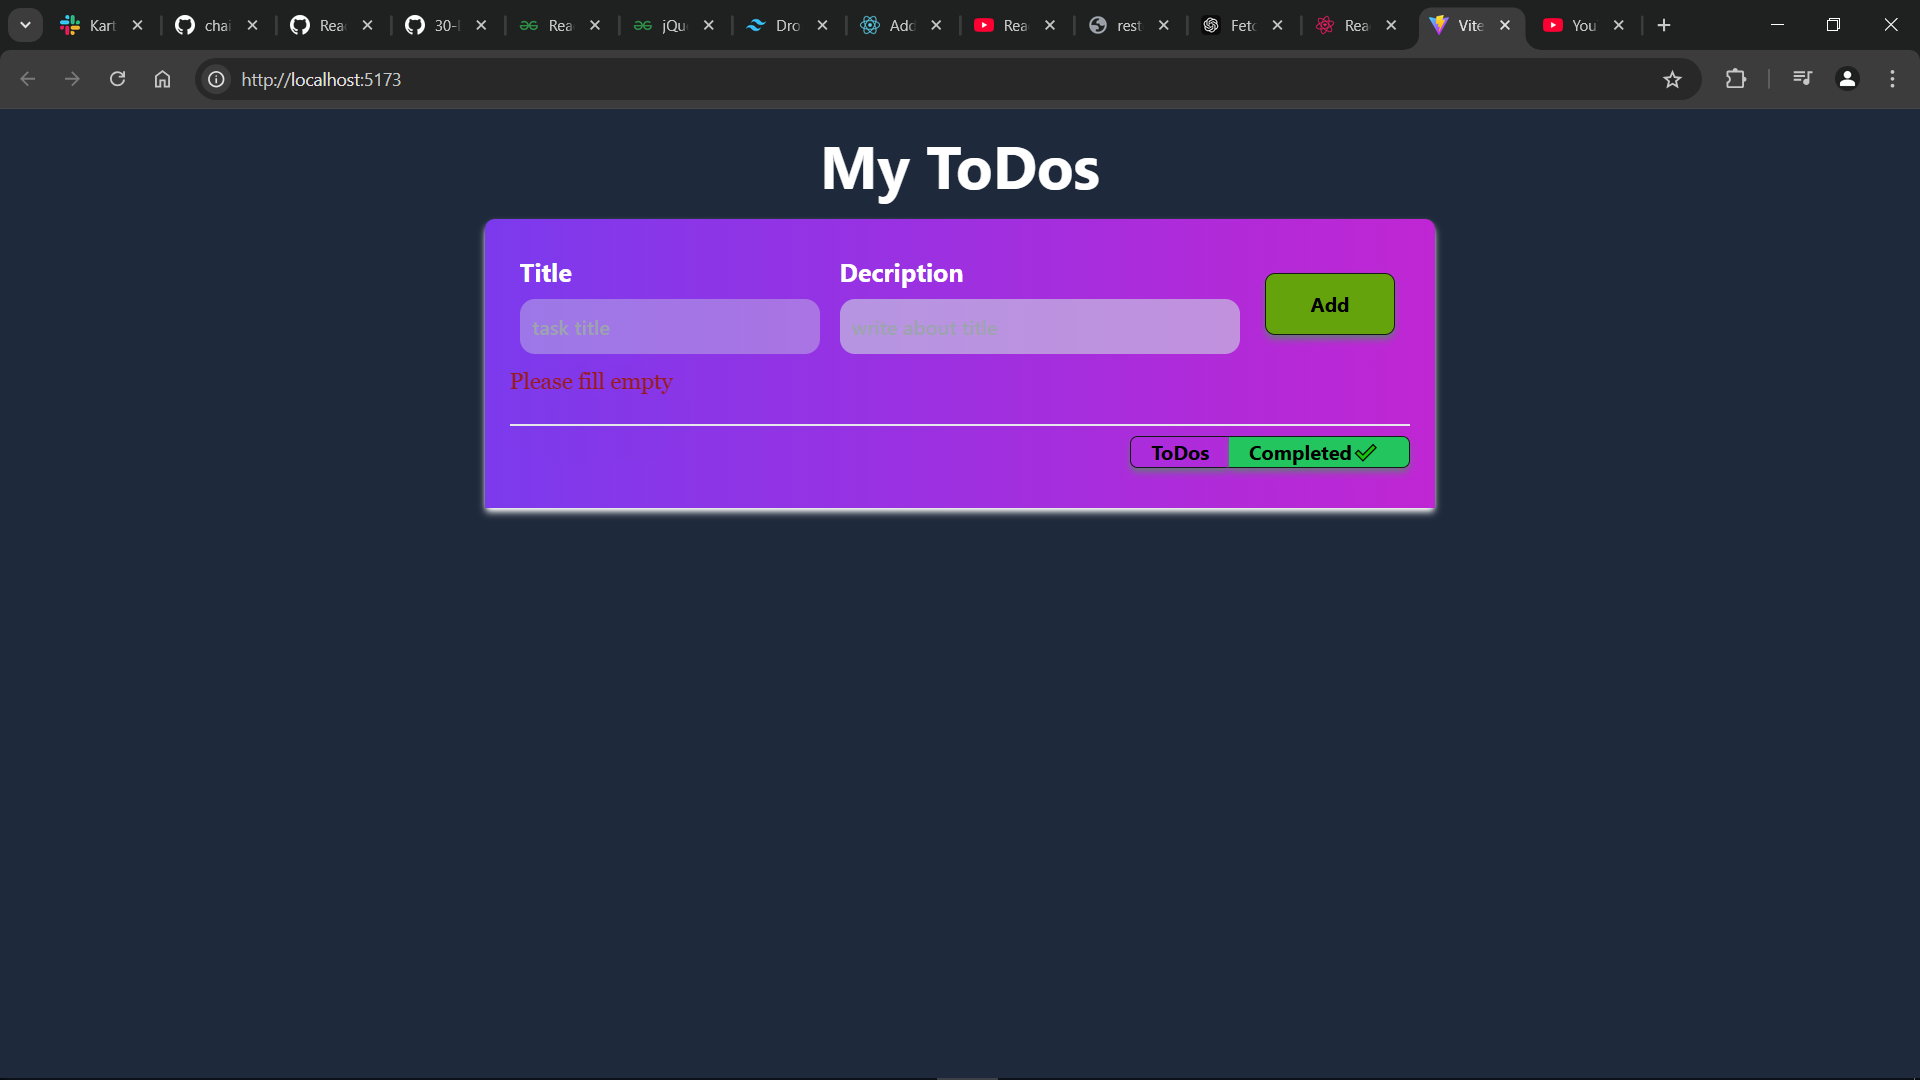 Kart chai Rea 30- Rea jQu Dro Add Rea rest Fetc Rea Vite You
http://localhost:5173
My ToDos
Title Decription
task title write about title Add
Please fill empty
ToDos Completed